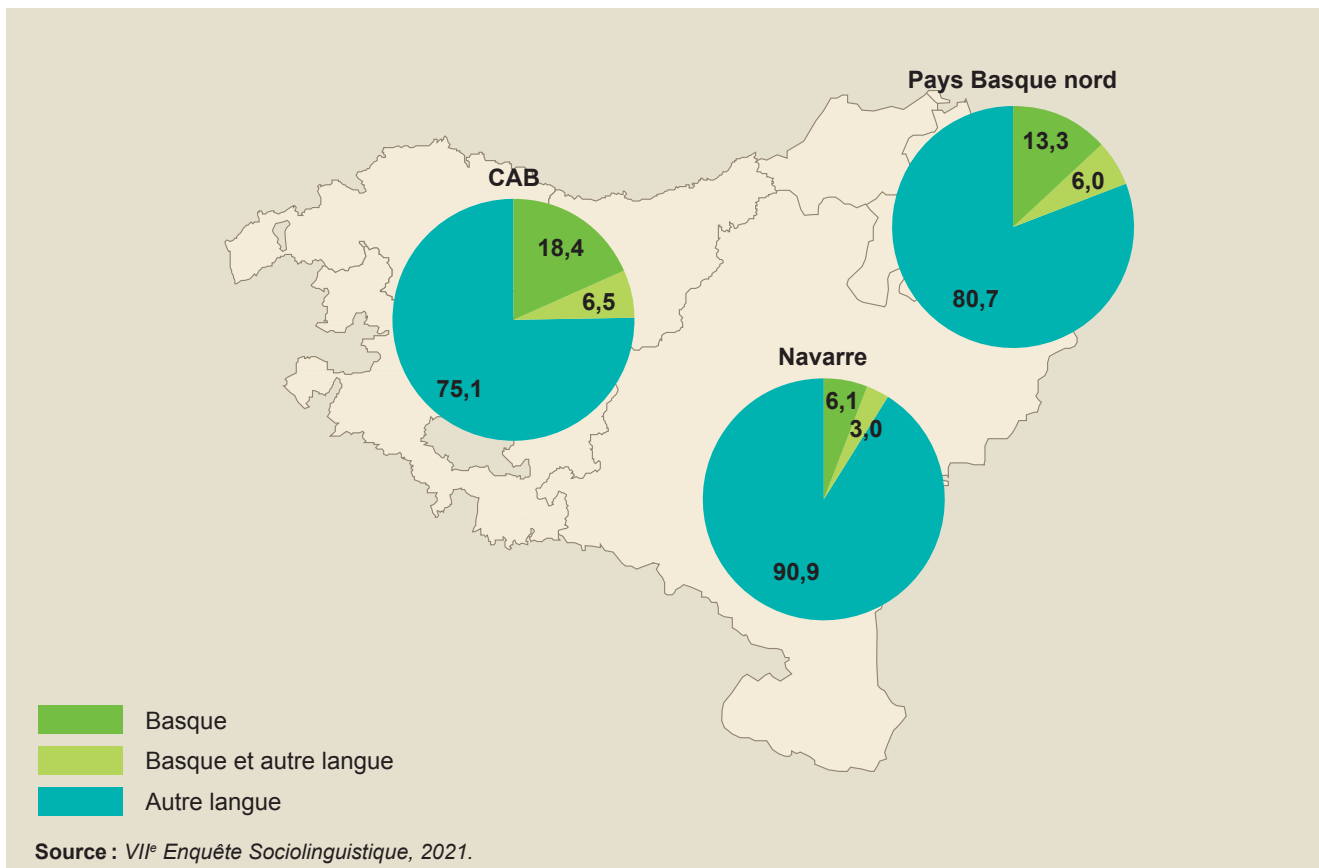 Pays Basque nord
13,3
6,0
80,7
CAB
18,4
6,5
75,1
Navarre
6,1
3,0
90,9
Basque
Basque et autre langue
Autre langue
Source : VIIe Enquête Sociolinguistique, 2021.